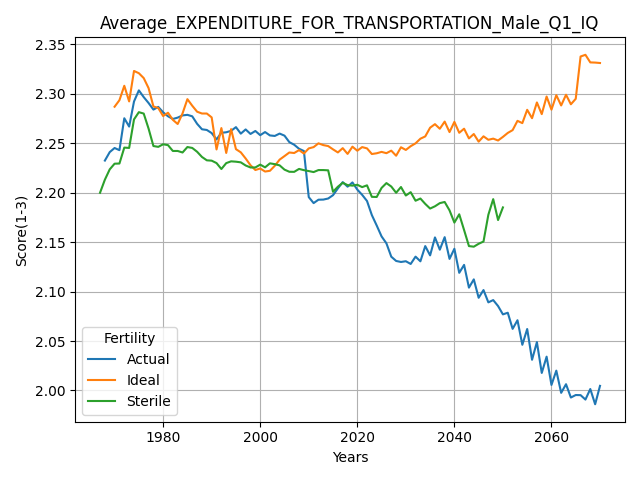 Average_EXPENDITURE_FOR_TRANSPORTATION_Male_Q1_IQ
Score(1-3)
2.35
2.30
2.25
2.20
2.15
2.10
2.05
2.00
Fertility
Actual
Ideal
Sterile
1980
2000
2020
2040
2060
Years